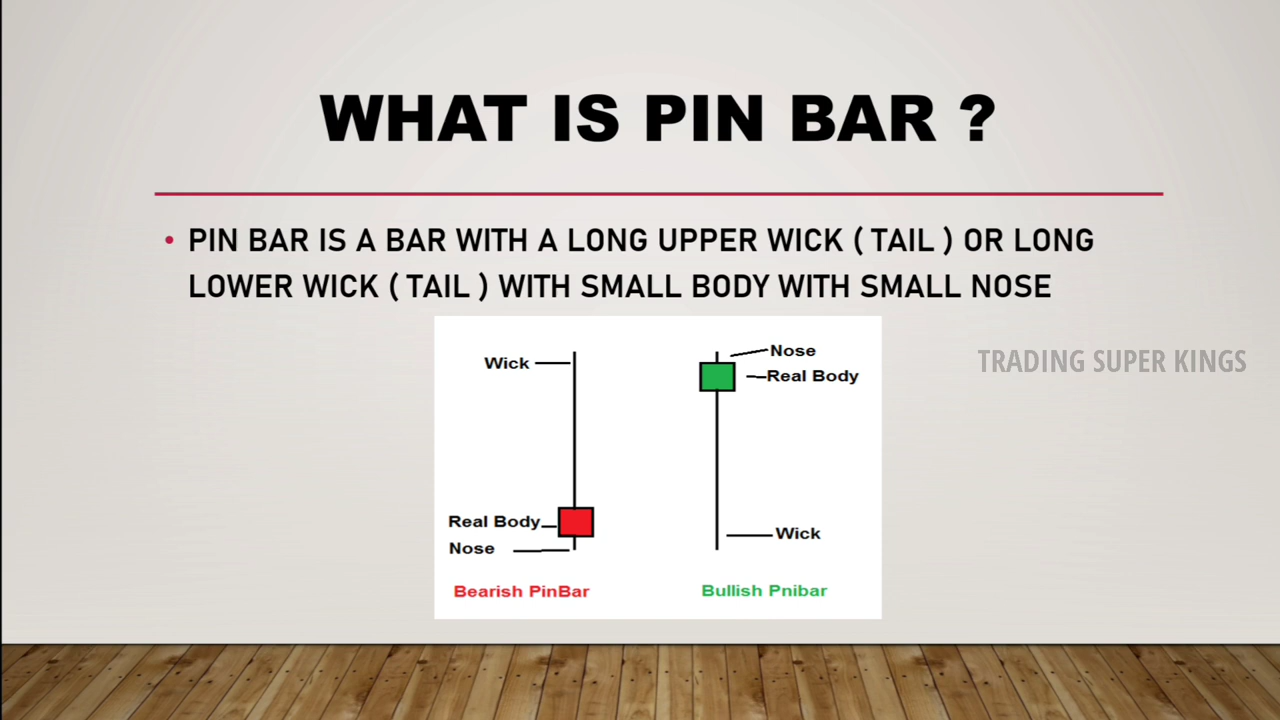 WHAT IS PIN BAR ?
• PIN BAR IS A BAR WITH A LONG UPPER WICK ( TAIL ) OR LONG
LOWER WICK ( TAIL ) WITH SMALL BODY WITH SMALL NOSE
TRADING SUPER KINGS
Wick
Real Body
Nose
Bearish PinBar
Nose
Real Body
Wick
Bullish Pnibar